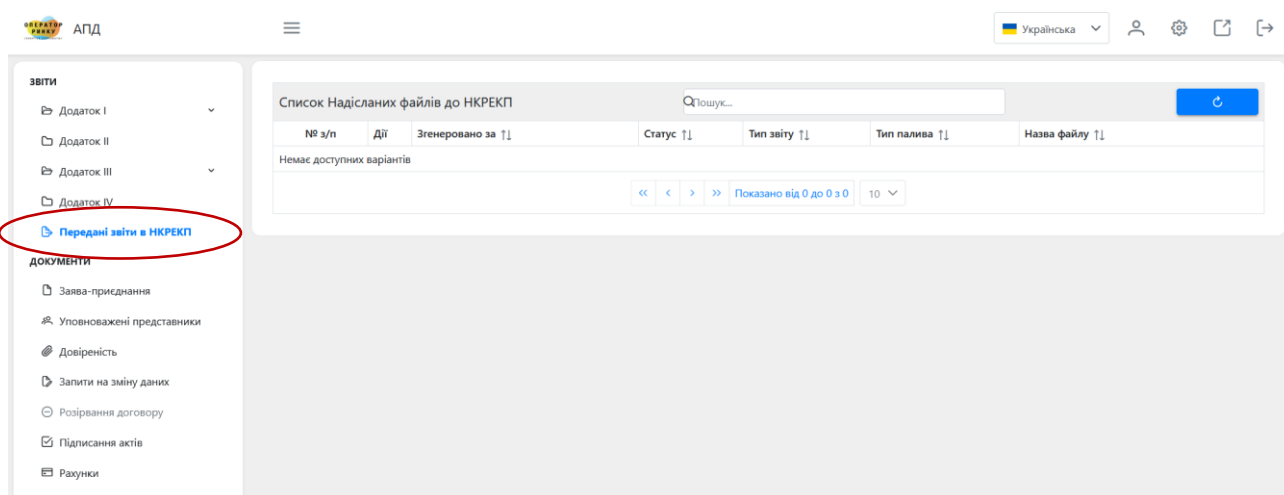 ОПЕРАТОР
РИНКУ
АПД
Українська
ЗВІТИ
Додаток I
Додаток II
Додаток III
Додаток IV
Передані звіти в НКРЕКП
ДОКУМЕНТИ
Заява-приєднання
Уповноважені представники
Довіреність
Запити на зміну даних
Розірвання договору
Підписання актів
Рахунки
Список Надісланих файлів до НКРЕКП
Пошук...
№ з/п Дії Згенеровано за Статус Тип звіту Тип палива Назва файлу
Немає доступних варіантів
« ‹ › » Показано від 0 до 0 з 0 10